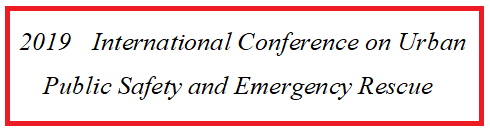 2019 International Conference on Urban
Public Safety and Emergency Rescue